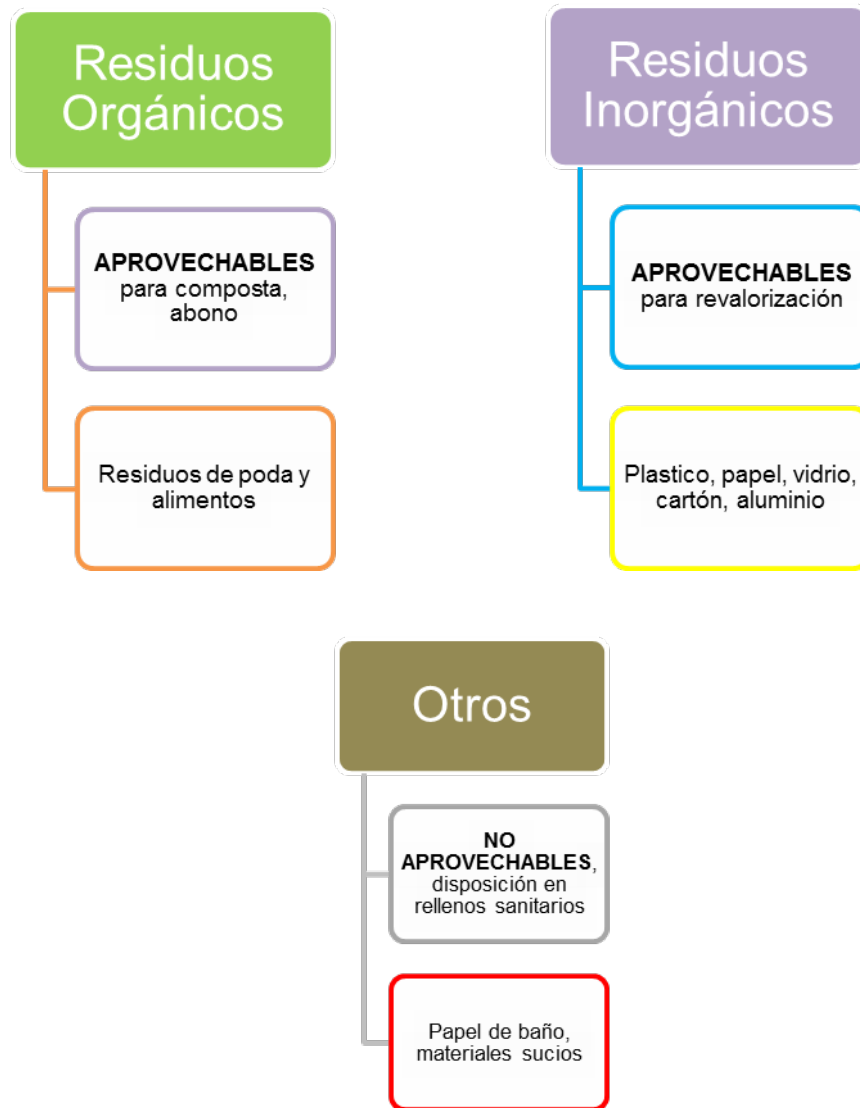 Residuos
Orgánicos
APROVECHABLES
para composta,
abono
Residuos de poda y
alimentos
Residuos
Inorgánicos
APROVECHABLES
para revalorización
Plastico, papel, vidrio,
cartón, aluminio
Otros
NO
APROVECHABLES,
disposición en
rellenos sanitarios
Papel de baño,
materiales sucios